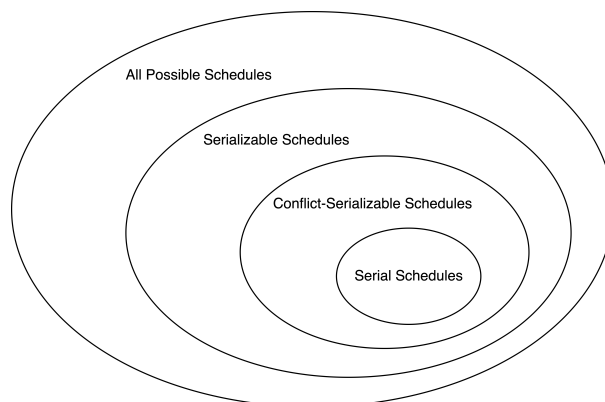 All Possible Schedules
Serializable Schedules
Conflict-Serializable Schedules
Serial Schedules